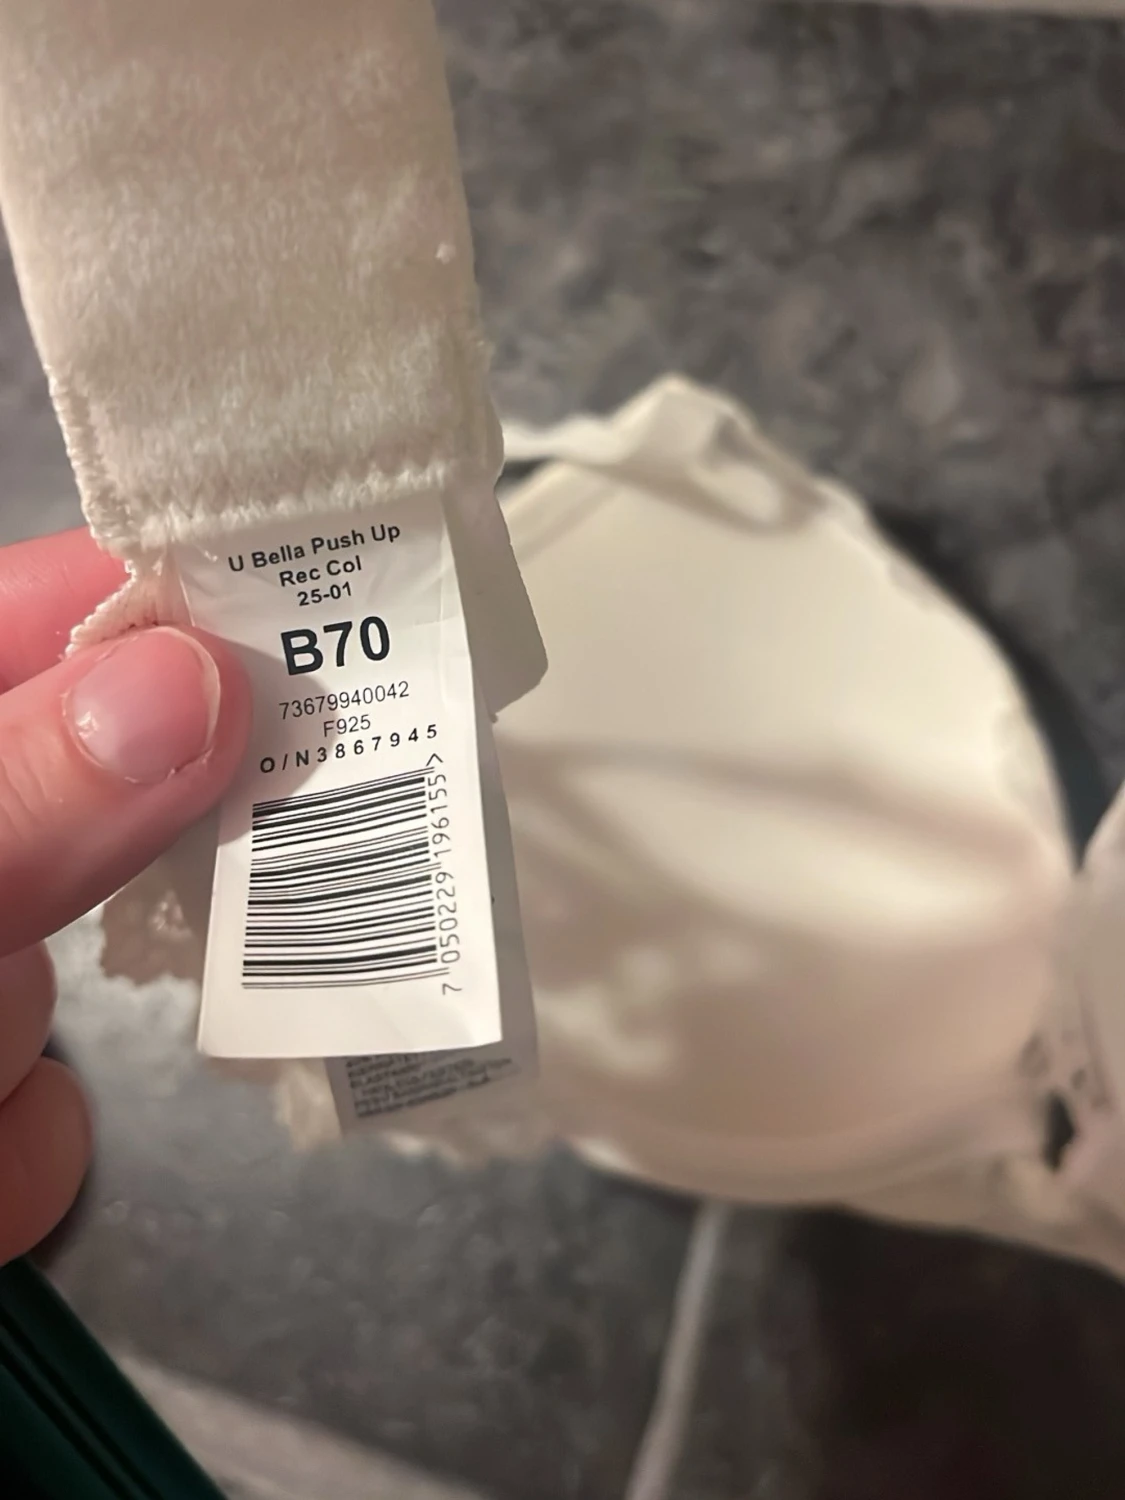 U Bella Push Up
Rec Col
25-01
B70
73679940042
F925
O/N3867945
7 050229 196155 >